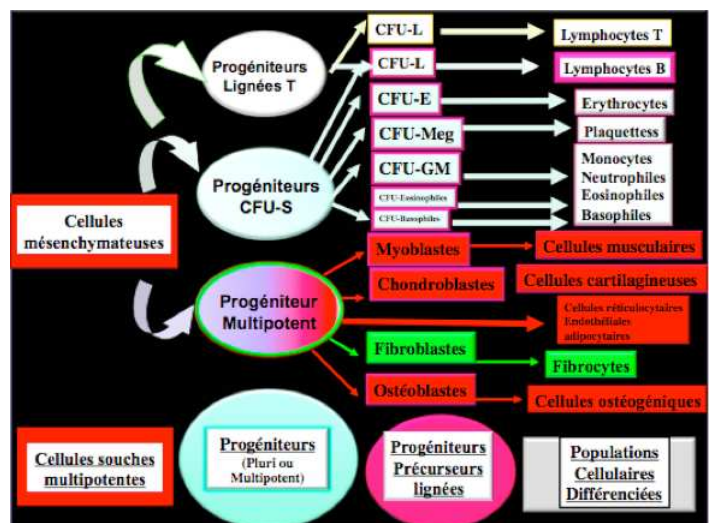 CFU-L
Lymphocytes T
Progéniteurs
Lignées T
CFU-L
Lymphocytes B
CFU-E
Erythrocytes
CFU-Meg
Plaquettess
Progéniteurs
CFU-S
CFU-GM
CFU-Eosinophiles
CFU-Basophiles
Monocytes
Neutrophiles
Eosinophiles
Basophiles
Cellules
mésenchymateuses
Myoblastes
Cellules musculaires
Chondroblastes
Cellules cartilagineuses
Progéniteur
Multipotent
Cellules réticulocytaires
Endothéliales
adipocytaires
Fibroblastes
Fibrocytes
Ostéoblastes
Cellules ostéogéniques
Cellules souches
multipotentes
Progéniteurs
(Pluri ou
Multipotent)
Progéniteurs
Précurseurs
lignées
Populations
Cellulaires
Différenciées